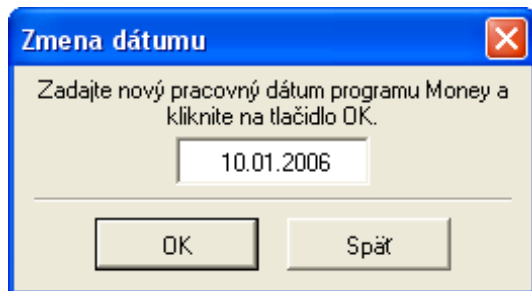 Zmena dátumu
Zadajte nový pracovný dátum programu Money a
kliknite na tlačidlo OK.
10.01.2006
OK
Späť